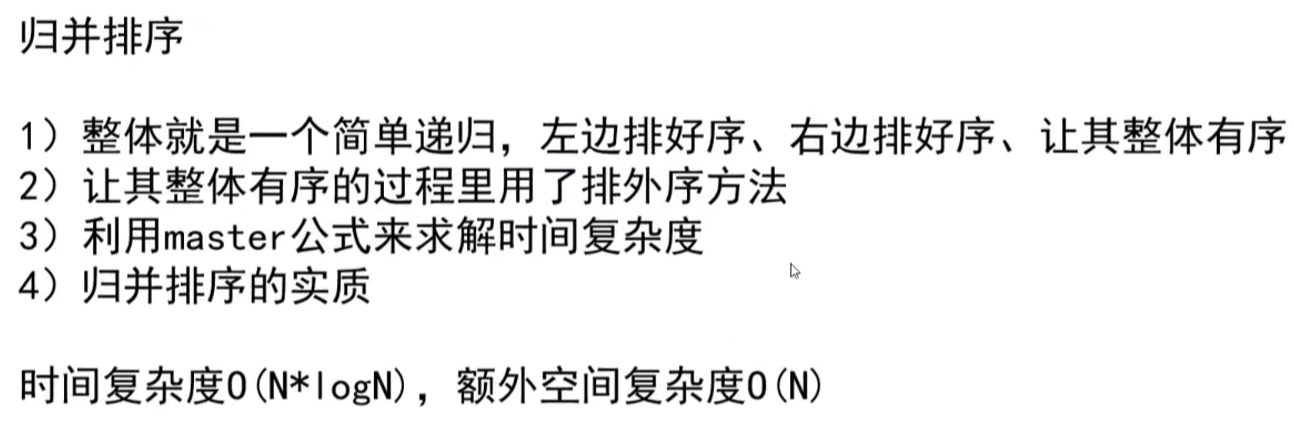 归并排序
1）整体就是一个简单递归，左边排好序、右边排好序、让其整体有序
2）让其整体有序的过程里用了排外序方法
3）利用master公式来求解时间复杂度
4）归并排序的实质
时间复杂度O(N*logN)，额外空间复杂度O(N)